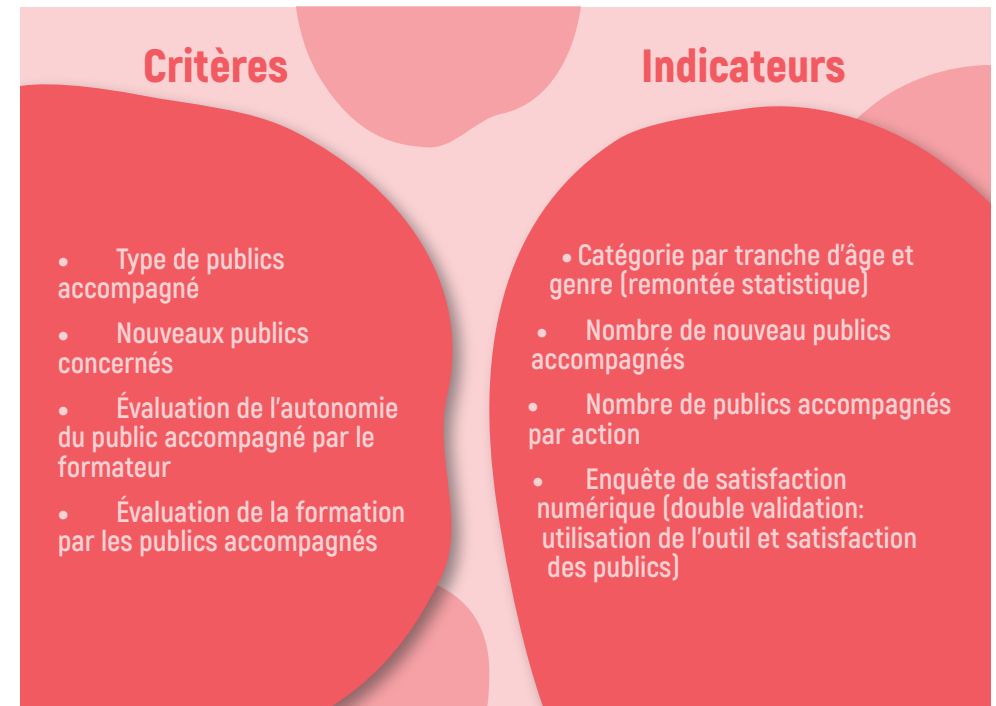 Critères
• Type de publics
accompagné
• Nouveaux publics
concernés
• Évaluation de l'autonomie
du public accompagné par le
formateur
• Évaluation de la formation
par les publics accompagnés
Indicateurs
• Catégorie par tranche d'âge et
genre (remontée statistique)
• Nombre de nouveau publics
accompagnés
• Nombre de publics accompagnés
par action
• Enquête de satisfaction
numérique (double validation:
utilisation de l'outil et satisfaction
des publics)